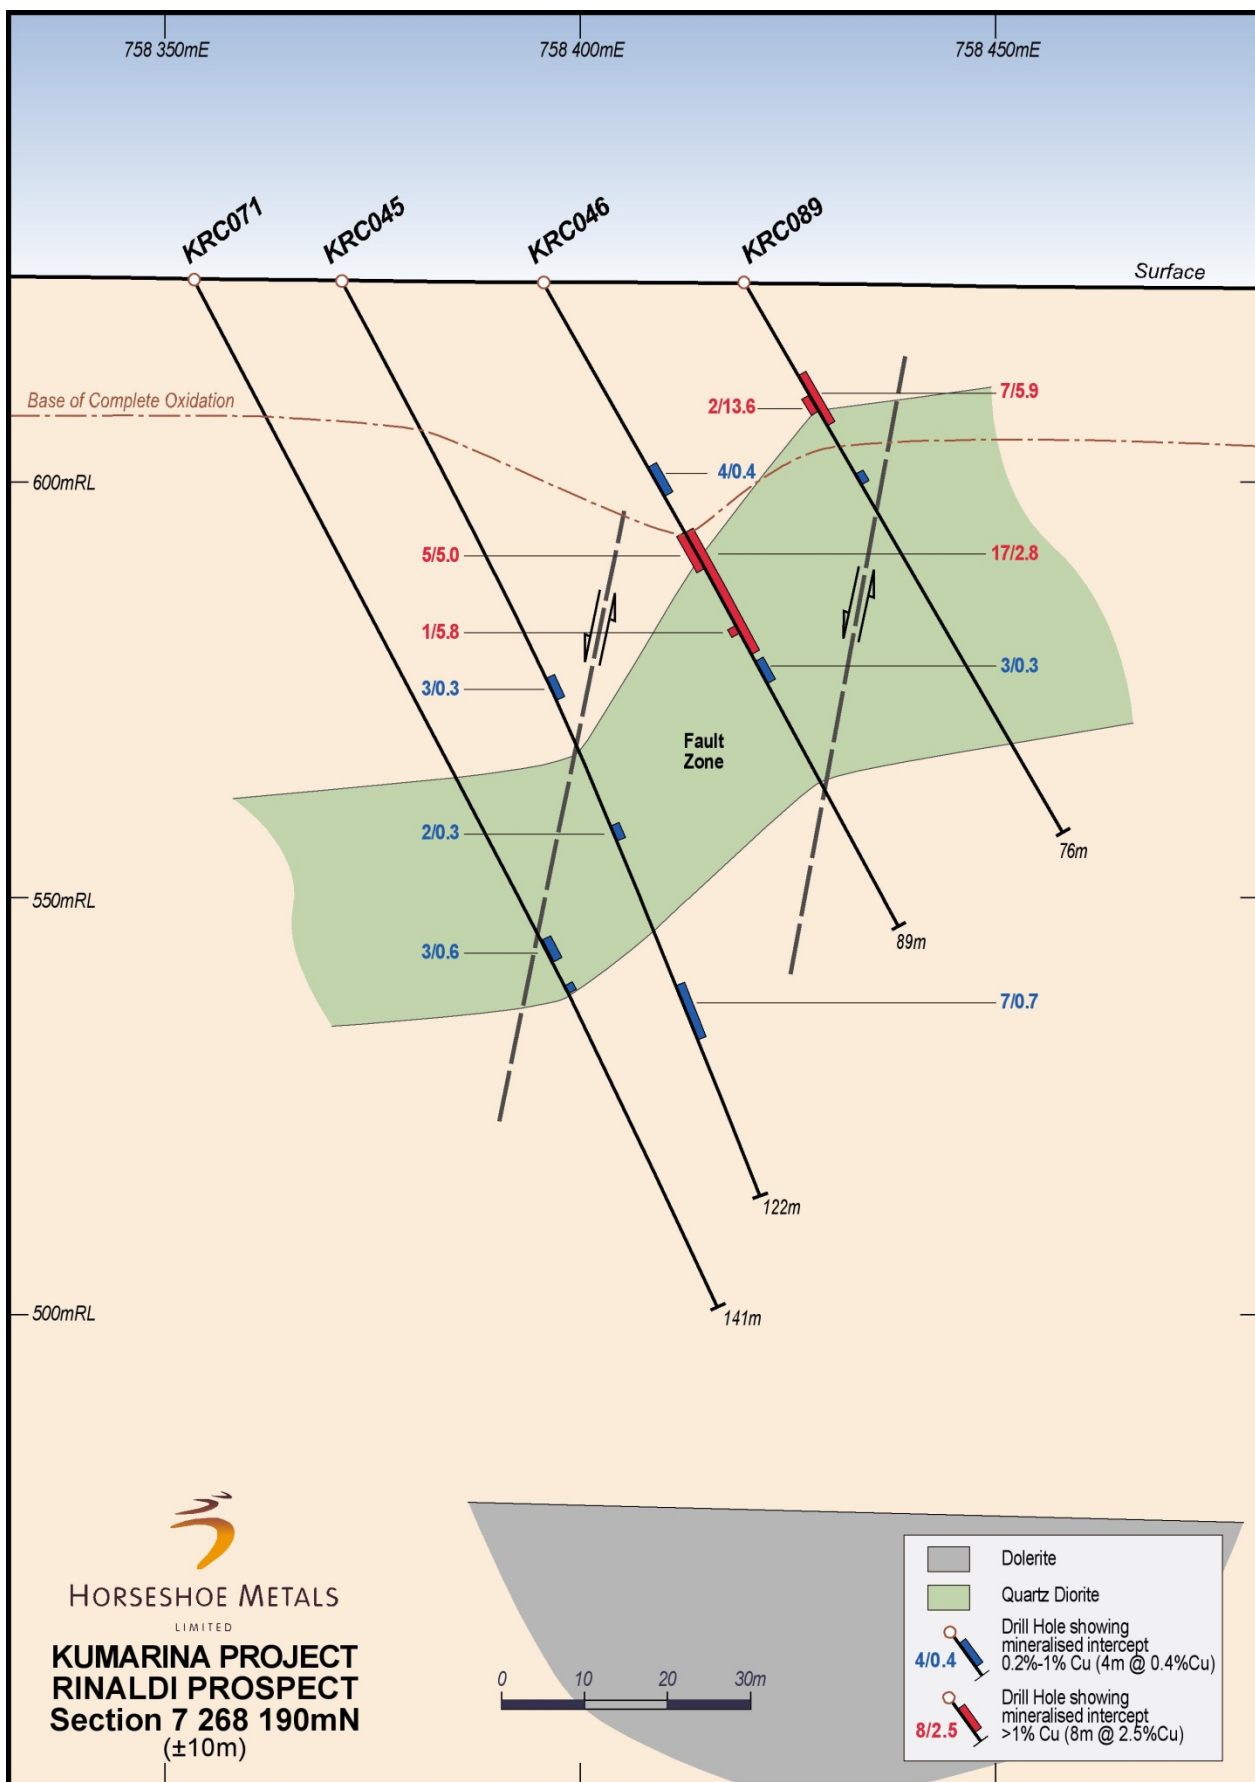 758 350mE
758 400mE
758 450mE
KRC071
KRC045
KRC046
KRC089
Surface
Base of Complete Oxidation
7/5.9
2/13.6
4/0.4
600mRL
5/5.0
17/2.8
1/5.8
3/0.3
3/0.3
Fault
Zone
2/0.3
76m
550mRL
89m
3/0.6
7/0.7
122m
500mRL
141m
HORSESHOE METALS
LIMITED
KUMARINA PROJECT
RINALDI PROSPECT
Section 7 268 190mN
(±10m)
0 10 20 30m
Dolerite
Quartz Diorite
Drill Hole showing
mineralised intercept
4/0.4 0.2%-1% Cu (4m @ 0.4%Cu)
Drill Hole showing
mineralised intercept
8/2.5 >1% Cu (8m @ 2.5%Cu)